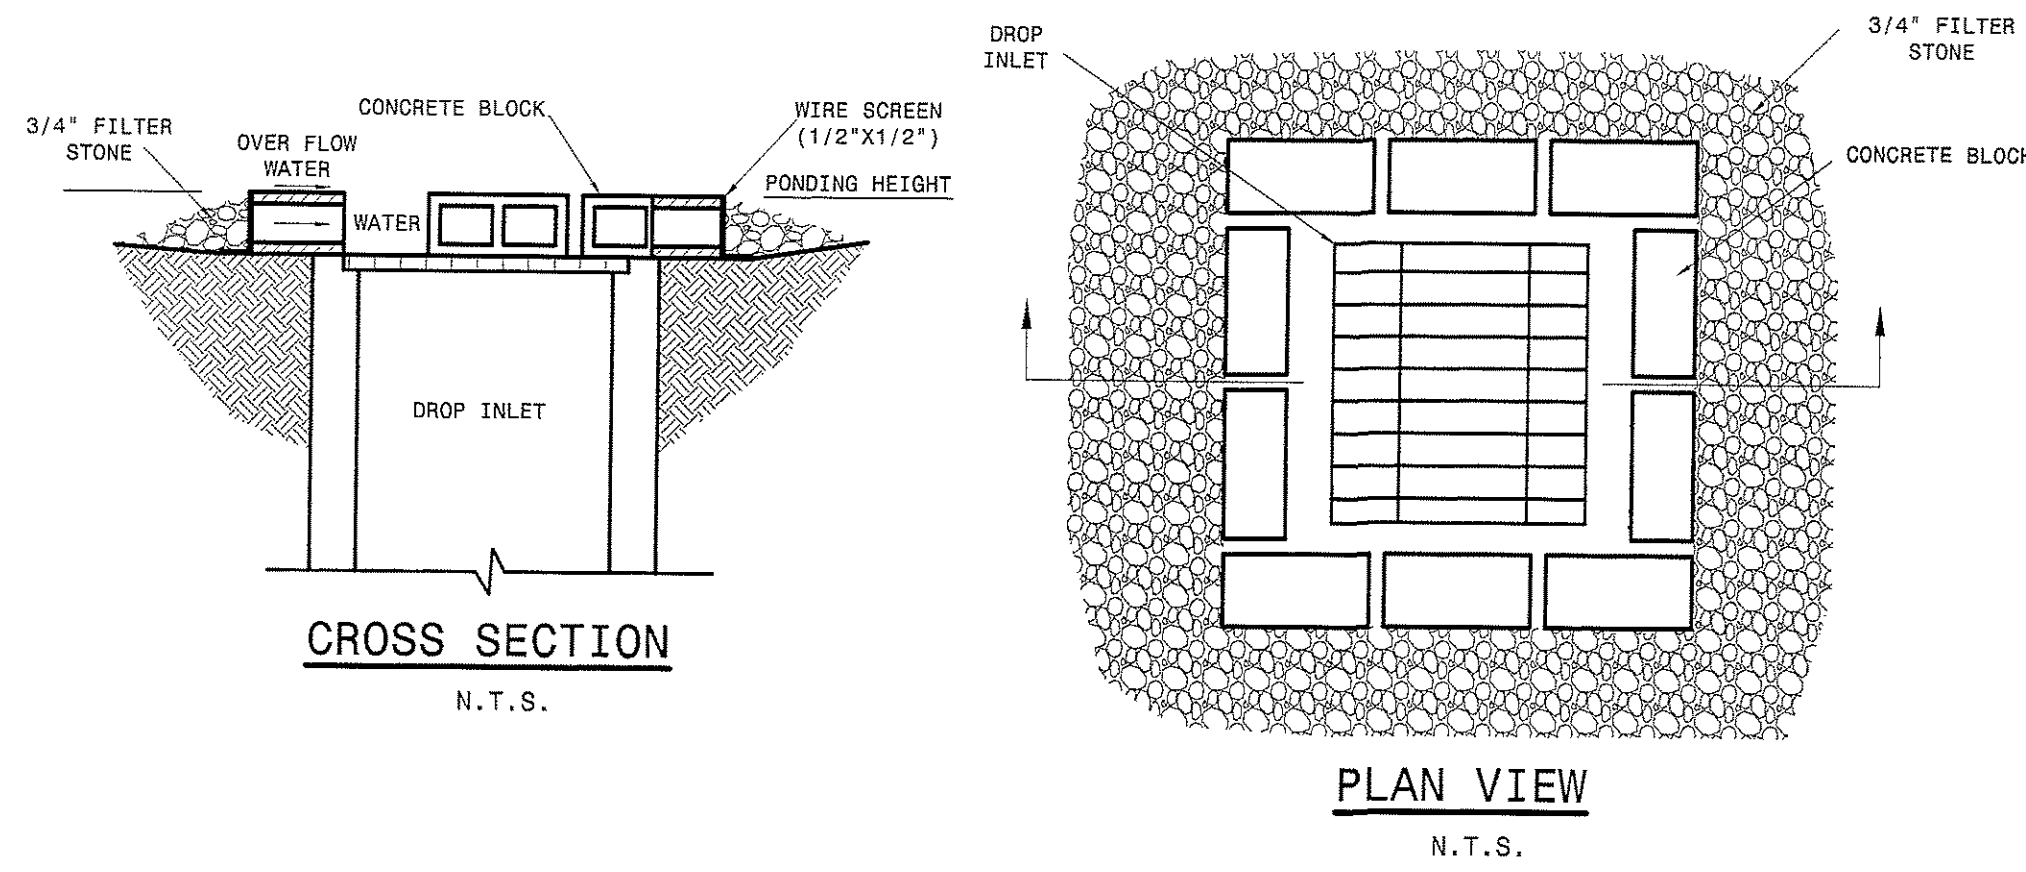 3/4" FILTER
STONE
OVER FLOW
WATER
WATER
CONCRETE BLOCK
WIRE SCREEN
(1/2"X1/2")
PONDING HEIGHT
DROP INLET
CROSS SECTION
N.T.S.
DROP
INLET
3/4" FILTER
STONE
CONCRETE BLOCK
PLAN VIEW
N.T.S.